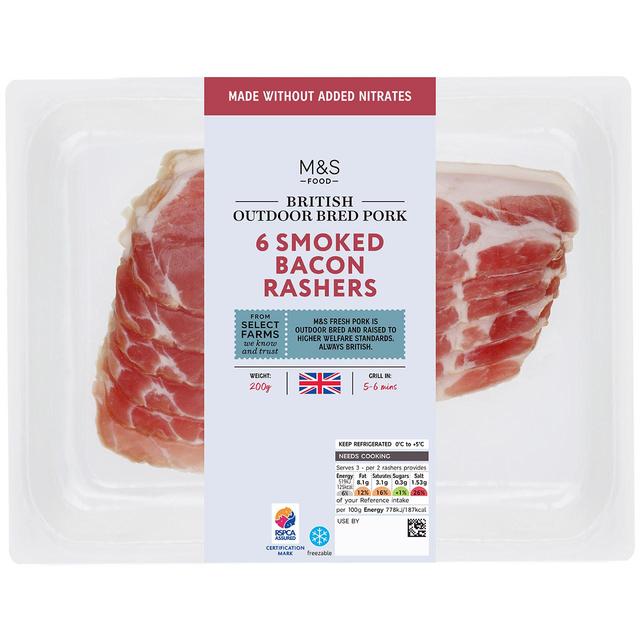 MADE WITHOUT ADDED NITRATES
M&S
FOOD
BRITISH
OUTDOOR BRED PORK
6 SMOKED
BACON
RASHERS
FROM
SELECT
FARMS
we know
and trust
M&S FRESH PORK IS
OUTDOOR BRED AND RAISED TO
HIGHER WELFARE STANDARDS.
ALWAYS BRITISH.
WEIGHT:
200g
GRILL IN:
5-6 mins
KEEP REFRIGERATED 0°C to +5°C
NEEDS COOKING
Serves 3 - per 2 rashers provides
Energy Fat Saturates Sugars Salt
519kJ 8.1g 3.1g 0.3g 1.53g
125kcal
6% 12% 16% <1% 26%
of your Reference intake
per 100g Energy 778kJ/187kcal
USE BY
RSPCA
ASSURED
CERTIFICATION
MARK
freezable